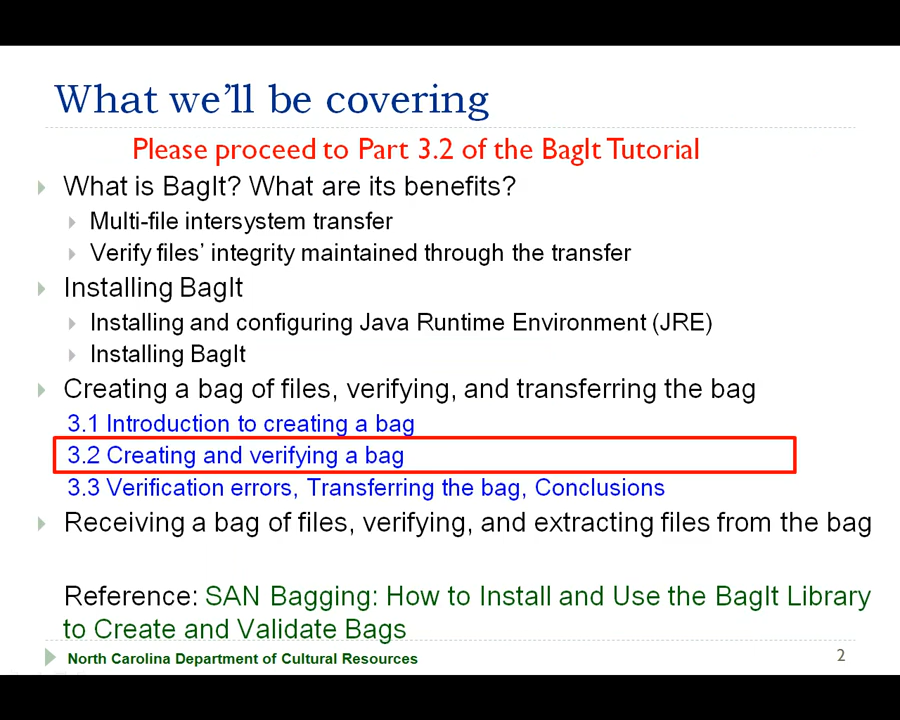 What we'll be covering
Please proceed to Part 3.2 of the BagIt Tutorial
What is BagIt? What are its benefits?
Multi-file intersystem transfer
Verify files' integrity maintained through the transfer
Installing BagIt
Installing and configuring Java Runtime Environment (JRE)
Installing BagIt
Creating a bag of files, verifying, and transferring the bag
3.1 Introduction to creating a bag
3.2 Creating and verifying a bag
3.3 Verification errors, Transferring the bag, Conclusions
Receiving a bag of files, verifying, and extracting files from the bag
Reference: SAN Bagging: How to Install and Use the BagIt Library
to Create and Validate Bags
North Carolina Department of Cultural Resources
2